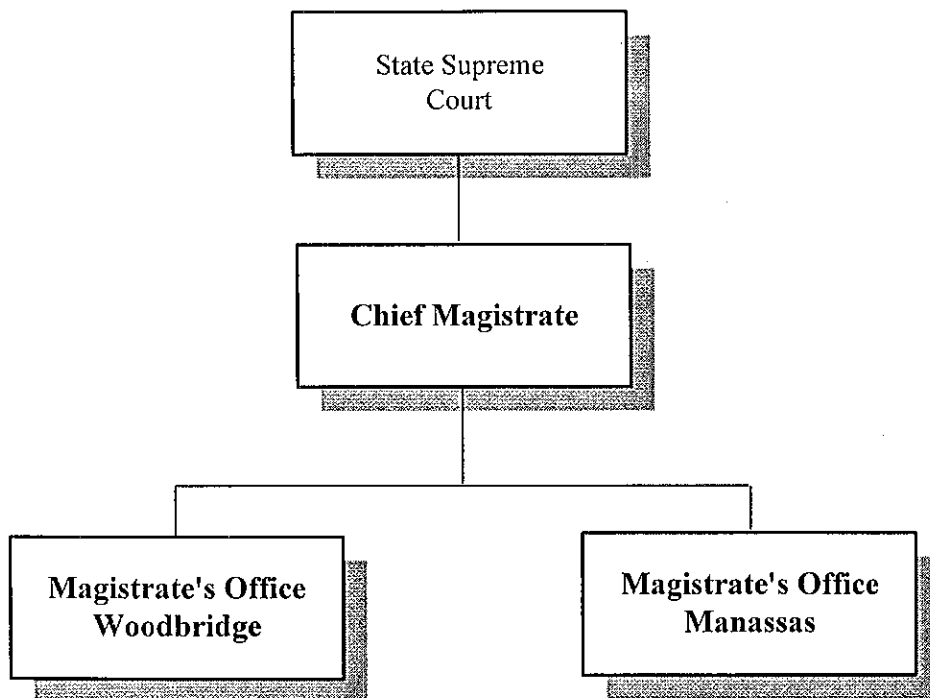 State Supreme
Court
Chief Magistrate
Magistrate's Office
Woodbridge
Magistrate's Office
Manassas